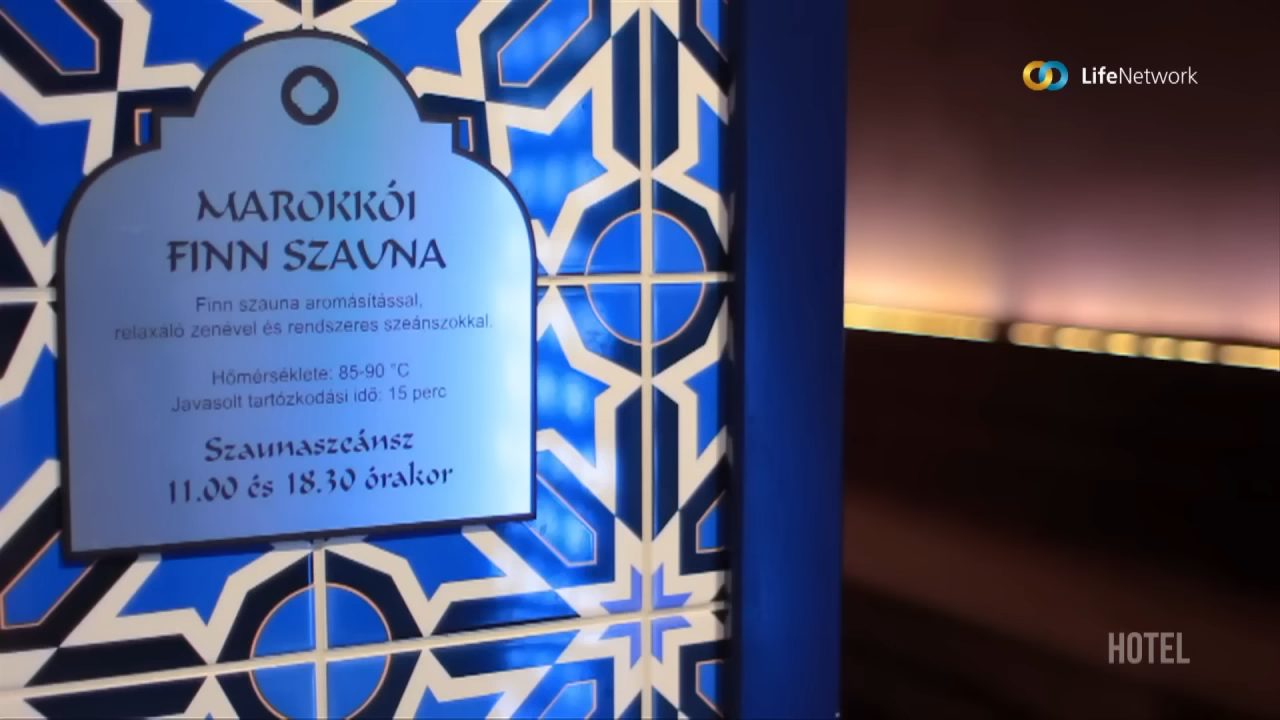 LifeNetwork
MAROKKÓI
FINN SZAUNA
Finn szauna aromásítással,
relaxáló zenével és rendszeres szeánszokkal.
Hőmérséklete: 85-90 °C
Javasolt tartózkodási idő: 15 perc
Szaunaszeánsz
11.00 és 18.30 órakor
HOTEL